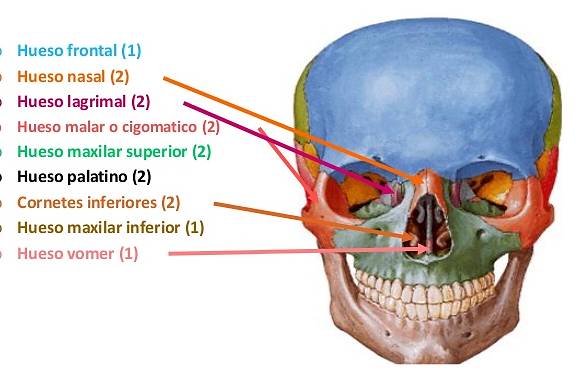 Hueso frontal (1)
Hueso nasal (2)
Hueso lagrimal (2)
Hueso malar o cigomatico (2)
Hueso maxilar superior (2)
Hueso palatino (2)
Cornetes inferiores (2)
Hueso maxilar inferior (1)
Hueso vomer (1)